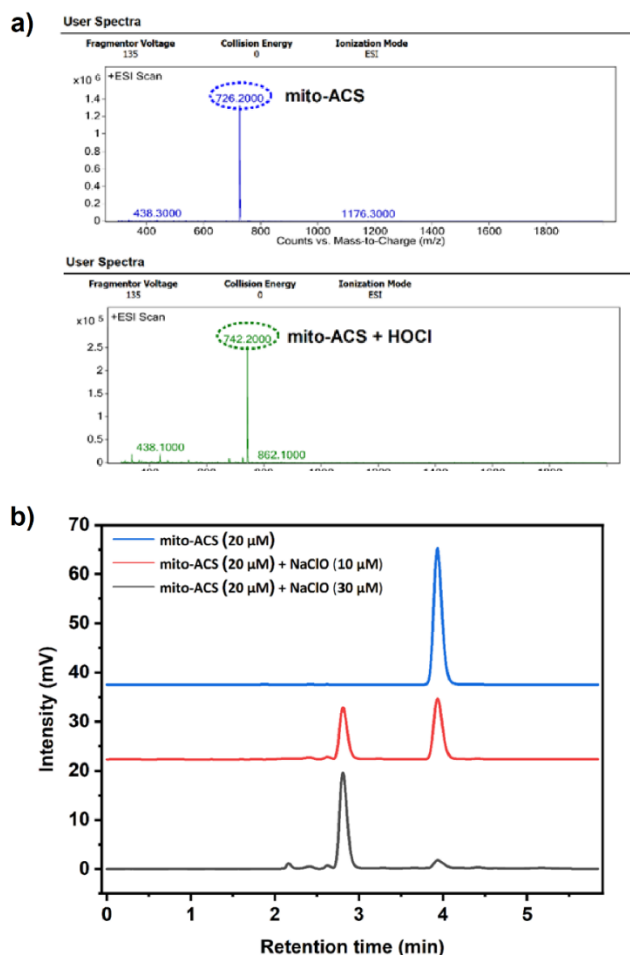 a)
User Spectra
Fragmentor Voltage Collision Energy Ionization Mode
135 0 ESI
x10 6 +ESI Scan
726.2000 mito-ACS
1.4
1.2
1
0.8
0.6
0.4
0.2
0
438.3000 1176.3000
400 600 800 1000 1200 1400 1600 1800
Counts vs. Mass-to-Charge (m/z)
User Spectra
Fragmentor Voltage Collision Energy Ionization Mode
135 0 ESI
x10 5 +ESI Scan
742.2000 mito-ACS + HOCl
2.5
2
1.5
1
0.5
0
438.1000 862.1000
b)
70
60
50
40
30
20
10
0
mito-ACS (20 μM)
mito-ACS (20 μM) + NaClO (10 μM)
mito-ACS (20 μM) + NaClO (30 μM)
Intensity (mV)
0 1 2 3 4 5
Retention time (min)